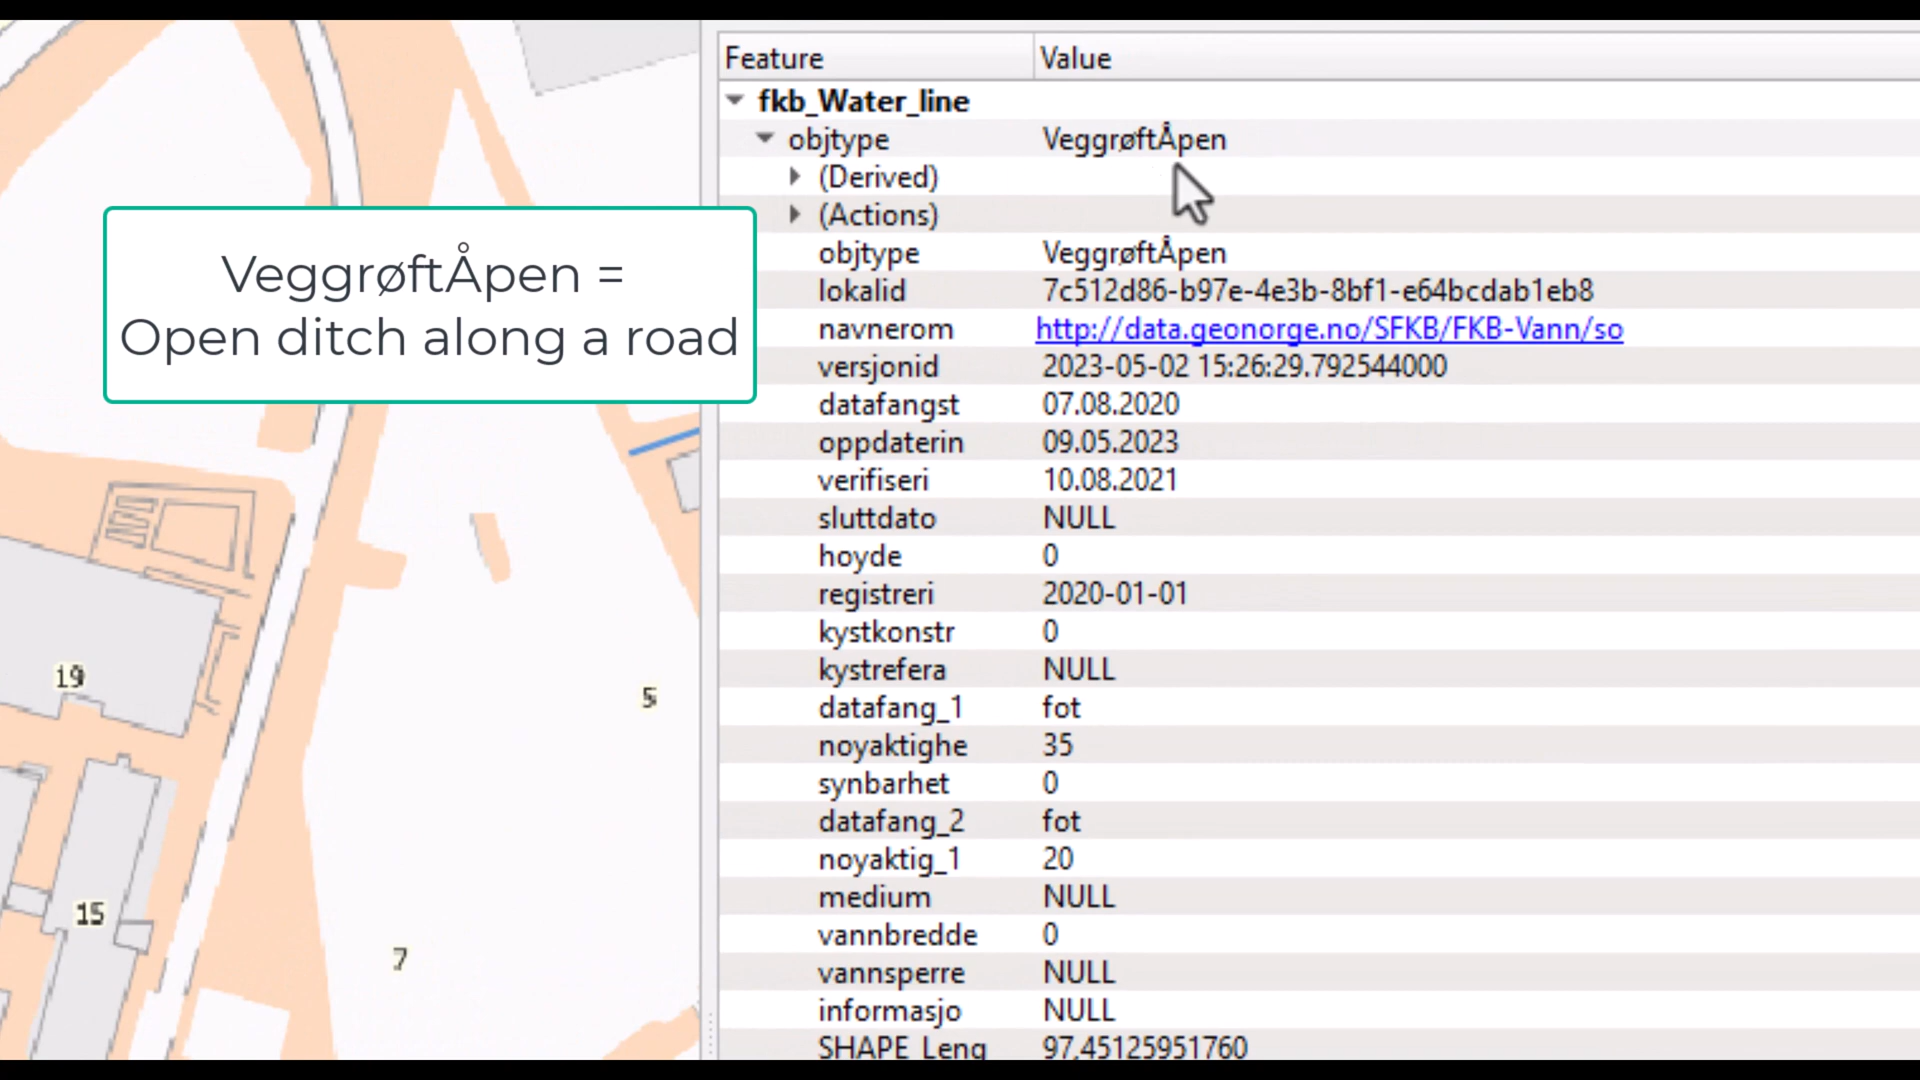 Feature Value
fkb_Water_line
objtype VeggrøftÅpen
(Derived)
(Actions)
objtype VeggrøftÅpen
lokalid 7c512d86-b97e-4e3b-8bf1-e64bcdab1eb8
navnerom http://data.geonorge.no/SFKB/FKB-Vann/so
versjonid 2023-05-02 15:26:29.792544000
datafangst 07.08.2020
oppdaterin 09.05.2023
verifiseri 10.08.2021
sluttdato NULL
hoyde 0
registreri 2020-01-01
kystkonstr 0
kystrefera NULL
datafang_1 fot
noyaktighe 35
synbarhet 0
datafang_2 fot
noyaktig_1 20
medium NULL
vannbredde 0
vannsperre NULL
informasjo NULL
SHAPE_Leng 97,45125951760
VeggrøftÅpen =
Open ditch along a road
19
5
15
7